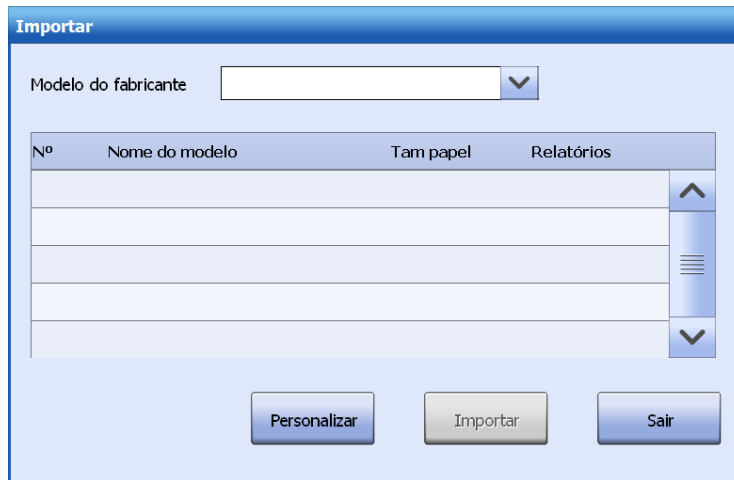 Importar
Modelo do fabricante
Nº Nome do modelo Tam papel Relatórios
Personalizar Importar Sair